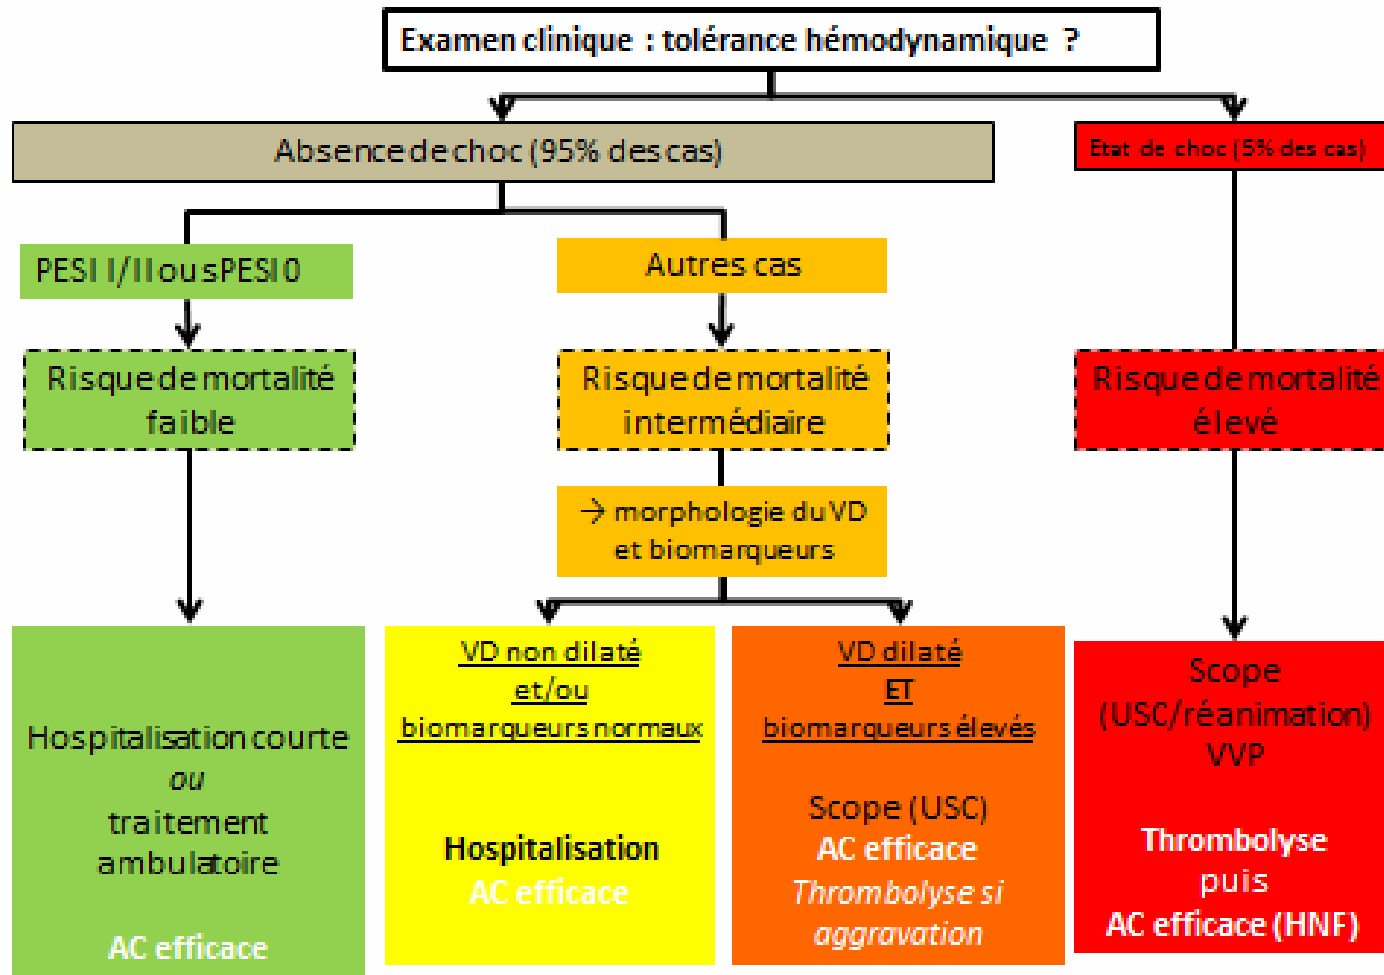 Examen clinique : tolérance hémodynamique ?
Absence de choc (95% des cas)
Etat de choc (5% des cas)
PESI I/II ou sPESI 0
Autres cas
Risque de mortalité
faible
Risque de mortalité
intermédiaire
Risque de mortalité
élevé
→ morphologie du VD
et biomarqueurs
Hospitalisation courte
ou
traitement
ambulatoire
AC efficace
VD non dilaté
et/ou
biomarqueurs normaux
Hospitalisation
AC efficace
VD dilaté
ET
biomarqueurs élevés
Scope (USC)
AC efficace
Thrombolyse si
aggravation
Scope
(USC/réanimation)
VVP
Thrombolyse
puis
AC efficace (HNF)